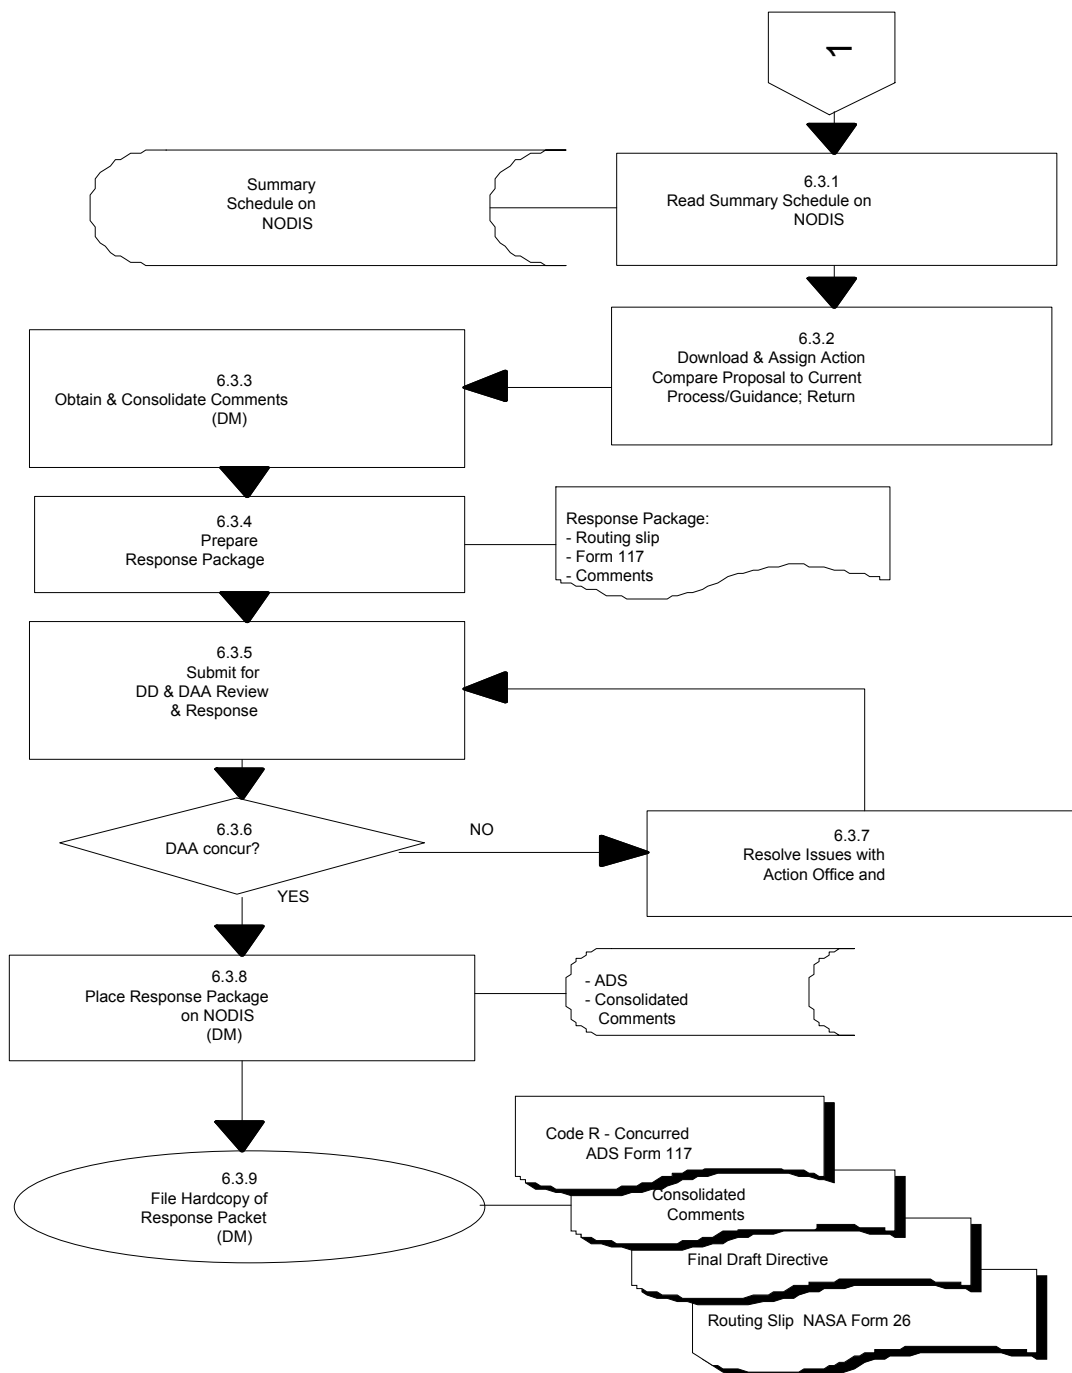 1
6.3.1
Read Summary Schedule on
NODIS
Summary
Schedule on
NODIS
6.3.2
Download & Assign Action
Compare Proposal to Current
Process/Guidance; Return
6.3.3
Obtain & Consolidate Comments
(DM)
6.3.4
Prepare
Response Package
Response Package:
- Routing slip
- Form 117
- Comments
6.3.5
Submit for
DD & DAA Review
& Response
6.3.6
DAA concur?
NO
YES
6.3.7
Resolve Issues with
Action Office and
6.3.8
Place Response Package
on NODIS
(DM)
- ADS
- Consolidated
Comments
6.3.9
File Hardcopy of
Response Packet
(DM)
Code R - Concurred
ADS Form 117
Consolidated
Comments
Final Draft Directive
Routing Slip NASA Form 26